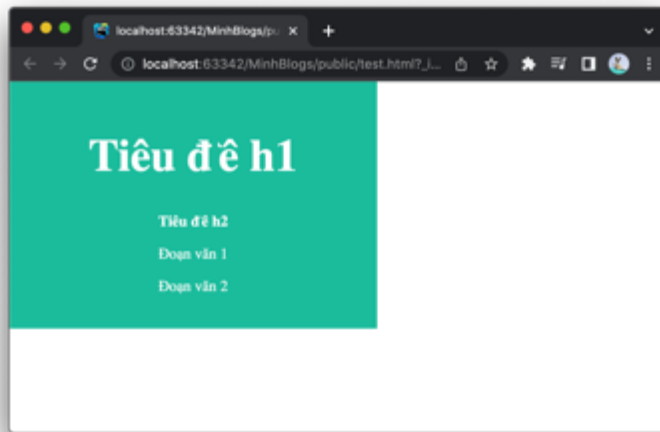 localhost:63342/MinhBlogs/pu
localhost:63342/MinhBlogs/public/test.html?_i...
Tiêu đề h1
Tiêu đề h2
Đoạn văn 1
Đoạn văn 2